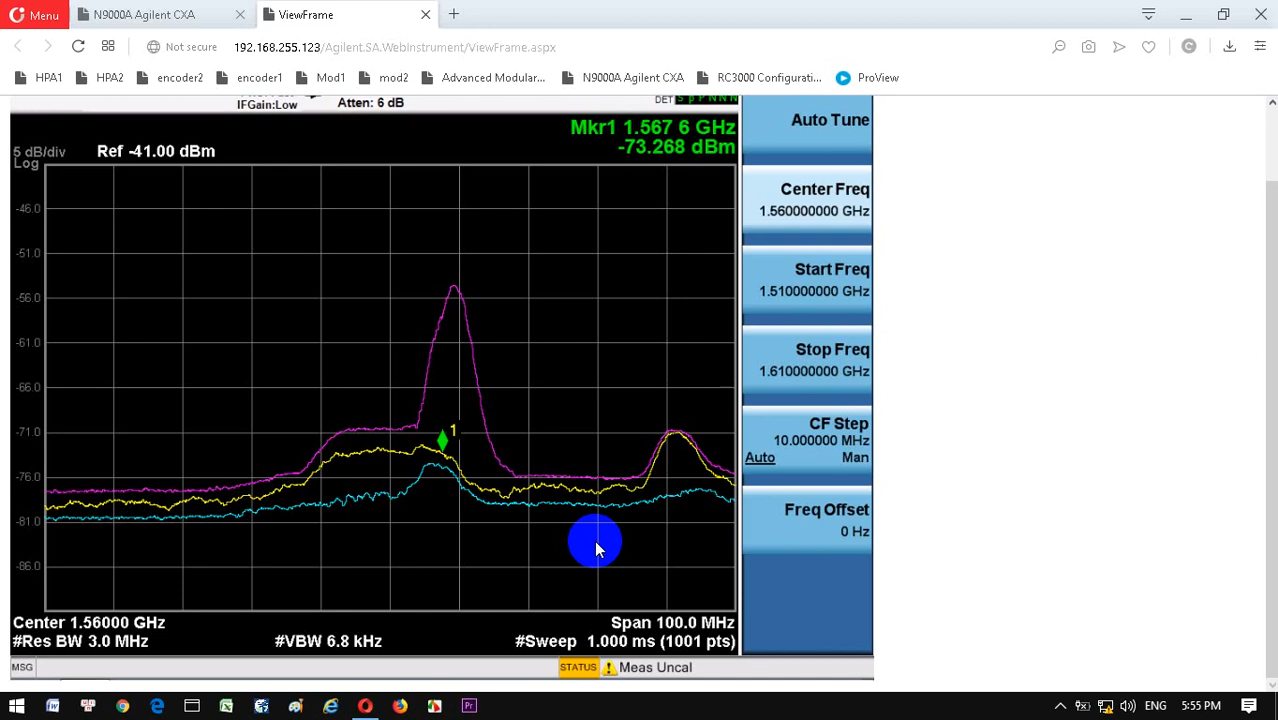 Menu
N9000A Agilent CXA
ViewFrame
Not secure 192.168.255.123/Agilent.SA.WebInstrument/ViewFrame.aspx
HPA1 HPA2 encoder2 encoder1 Mod1 mod2 Advanced Modular... N9000A Agilent CXA RC3000 Configurati... ProView
IFGain:Low Atten: 6 dB DET
Mkr1 1.567 6 GHz
-73.268 dBm
5 dB/div Ref -41.00 dBm
Log
-46.0
-51.0
-56.0
-61.0
-66.0
-71.0
-76.0
-81.0
-86.0
1
Center 1.56000 GHz Span 100.0 MHz
#Res BW 3.0 MHz #VBW 6.8 kHz #Sweep 1.000 ms (1001 pts)
MSG STATUS Meas Uncal
Auto Tune
Center Freq
1.560000000 GHz
Start Freq
1.510000000 GHz
Stop Freq
1.610000000 GHz
CF Step
10.000000 MHz
Auto Man
Freq Offset
0 Hz
ENG 5:55 PM